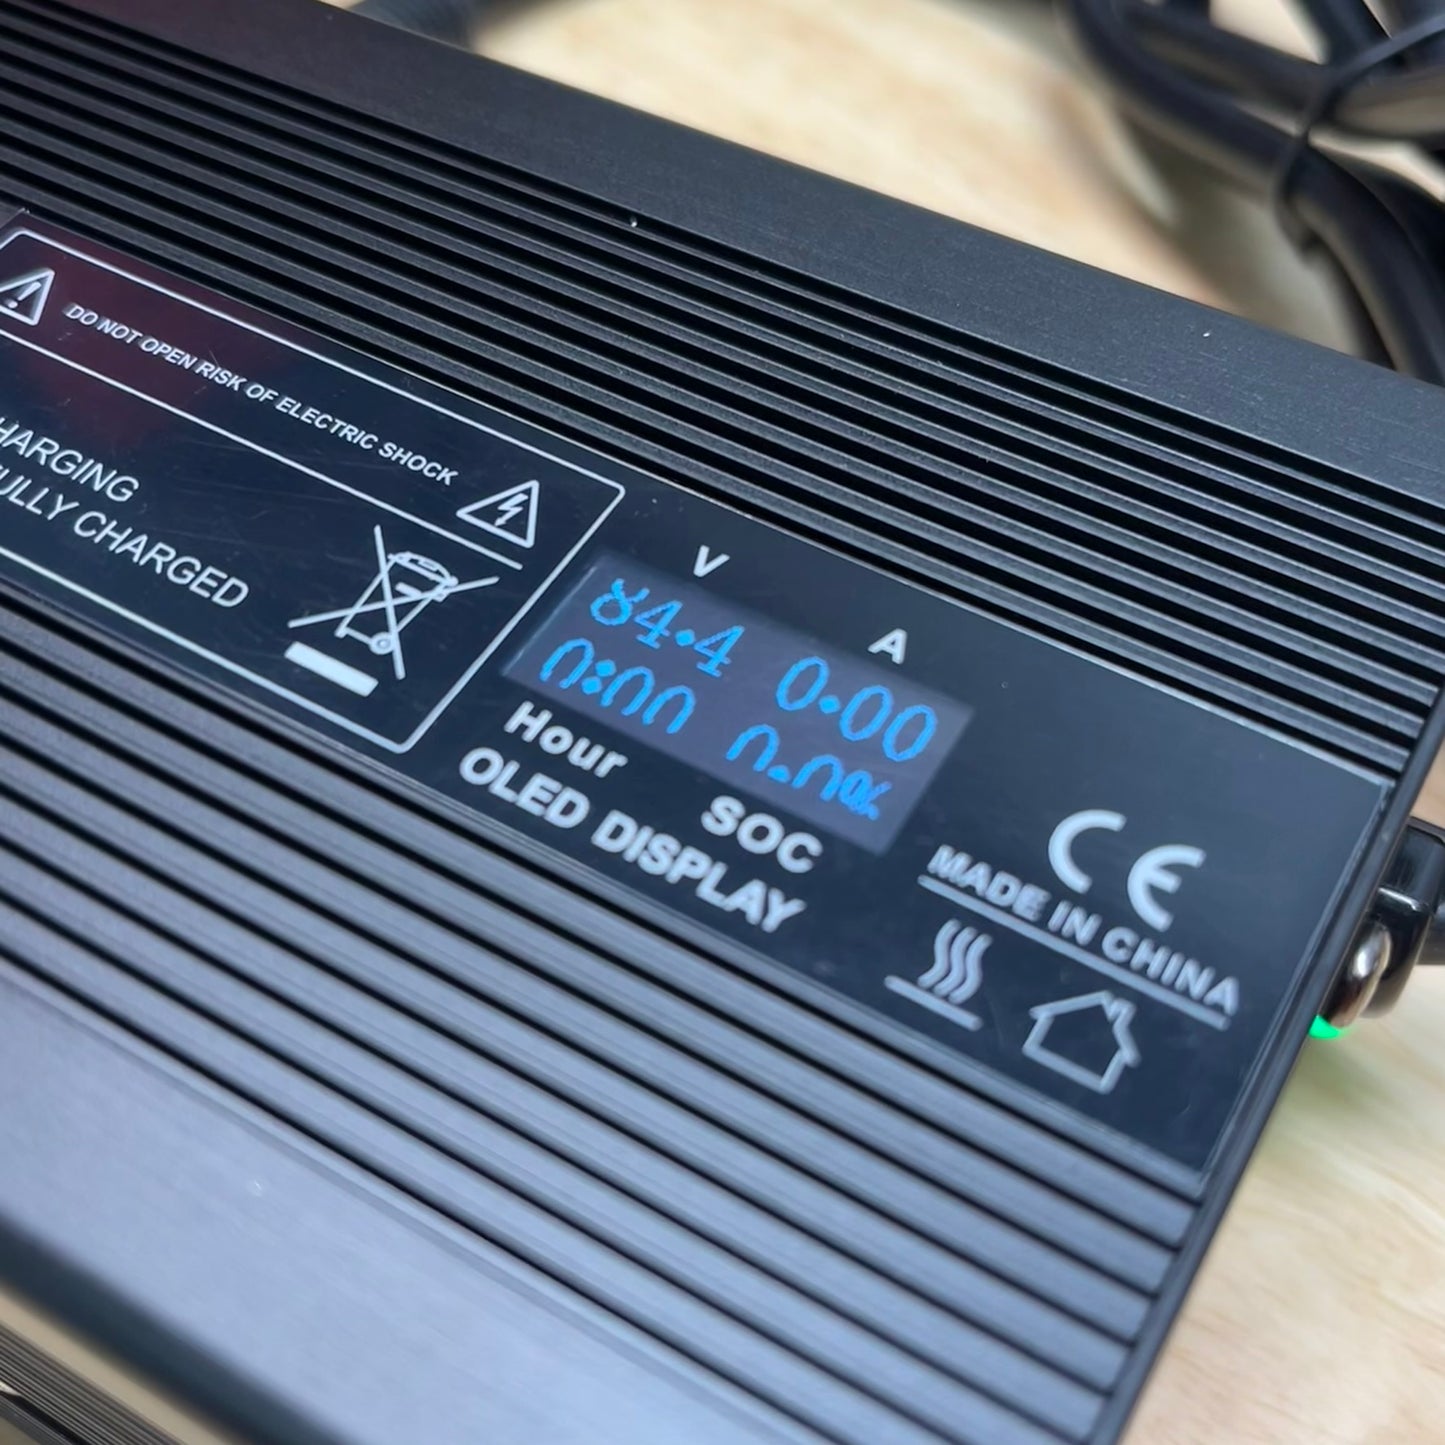 DO NOT OPEN RISK OF ELECTRIC SHOCK
HARGING
FULLY CHARGED
V
A
84.4 0.00
0:00 0.0%
Hour
SOC
OLED DISPLAY
CE
MADE IN CHINA